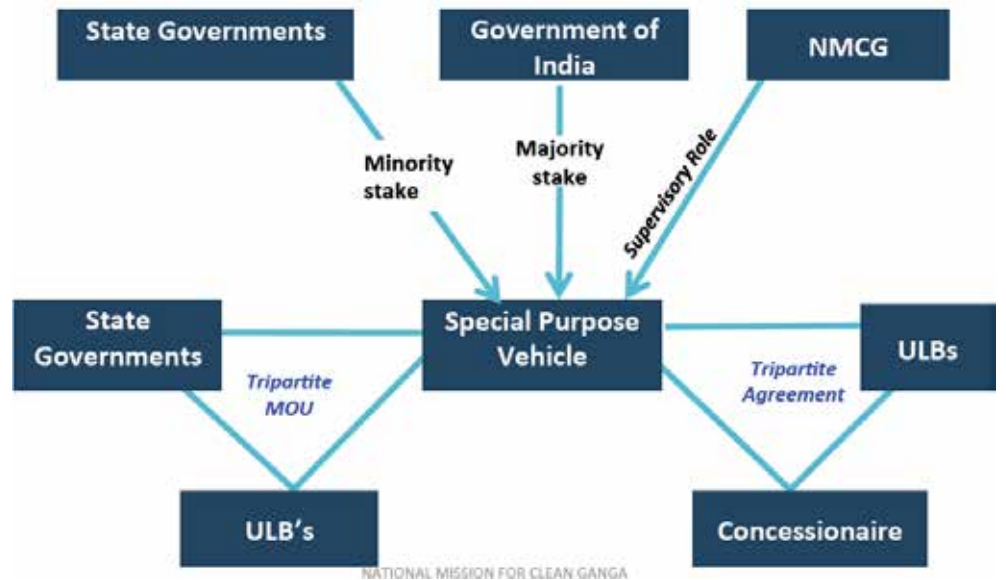 State Governments
Government of
India
NMCG
Minority
stake
Majority
stake
Supervisory Role
State
Governments
Special Purpose
Vehicle
ULBs
Tripartite
MOU
Tripartite
Agreement
ULB's
Concessionaire
NATIONAL MISSION FOR CLEAN GANGA